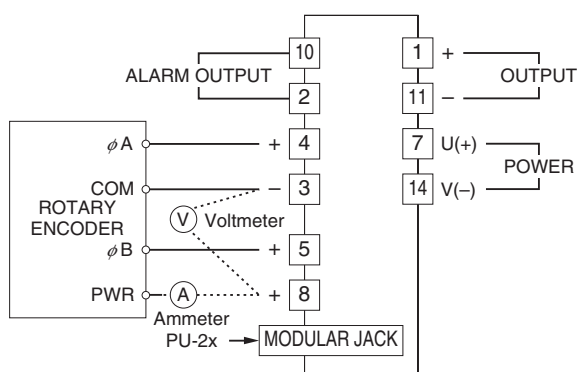 10
ALARM OUTPUT
2
1 +
OUTPUT
11 –
φA + 4
7 U(+)
POWER
COM – 3
14 V(–)
ROTARY
ENCODER
V Voltmeter
φB + 5
PWR A + 8
Ammeter
PU-2x MODULAR JACK